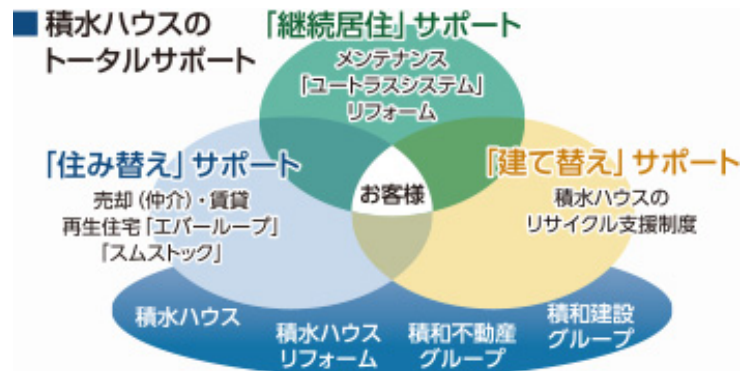 ■ 積水ハウスの
トータルサポート
「継続居住」サポート
メンテナンス
「ユートラスシステム」
リフォーム
「住み替え」サポート
売却(仲介)・賃貸
再生住宅「エバーループ」
「スムストック」
お客様
「建て替え」サポート
積水ハウスの
リサイクル支援制度
積水ハウス
積水ハウス
リフォーム
積和不動産
グループ
積和建設
グループ